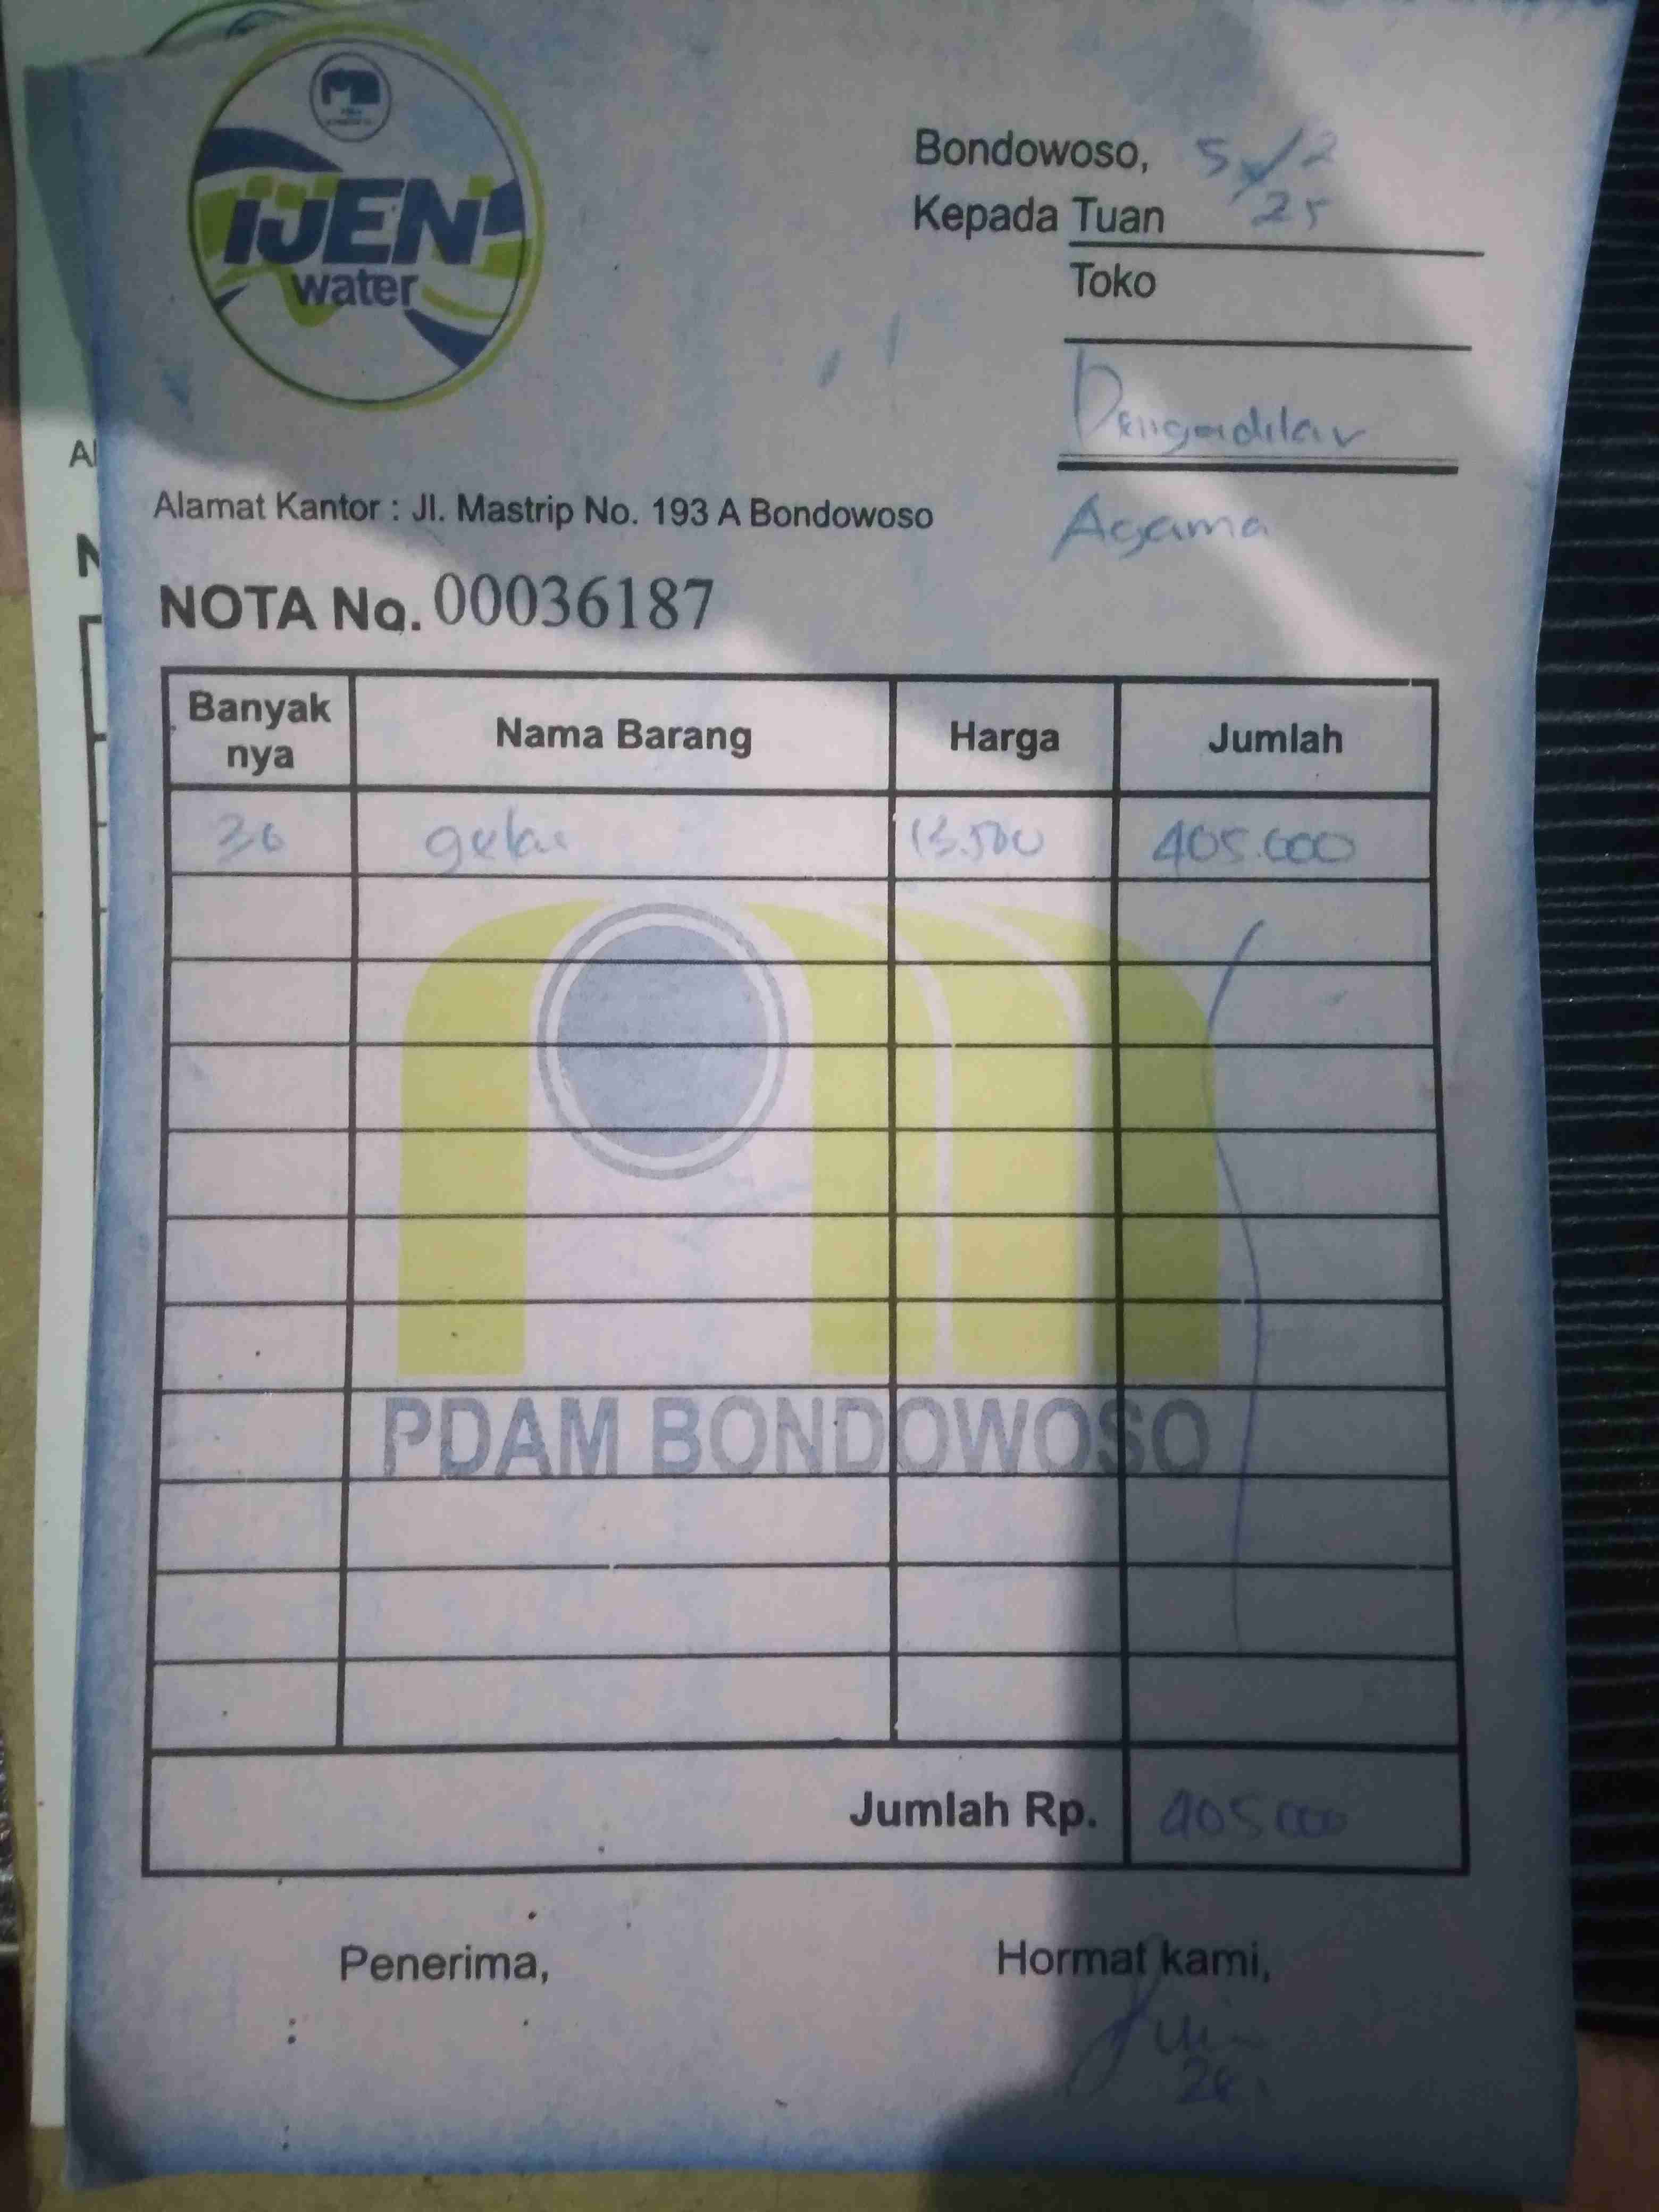 IJEN
water
Bondowoso, 5/2
25
Kepada Tuan
Toko
Pengadilan
Agama
Alamat Kantor : Jl. Mastrip No. 193 A Bondowoso
NOTA No. 00036187
Banyak nya Nama Barang Harga Jumlah
30 13.500 405.000
PDAM BONDOWOSO
Jumlah Rp. 405 000
Penerima, Hormat kami,